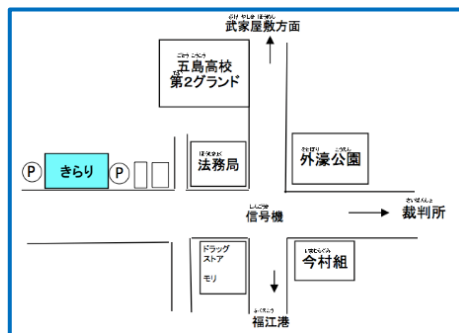 ぶけやしきほうめん
武家屋敷方面
ごとうこうこう
五島高校
だい
第2グランド
ほうむきょく
法務局
そとぼりこうえん
外濠公園
P
きらり
P
しんごうき
信号機
さいばんしょ
裁判所
ドラッグ
ストア
モリ
いまむらぐみ
今村組
ふくえこう
福江港